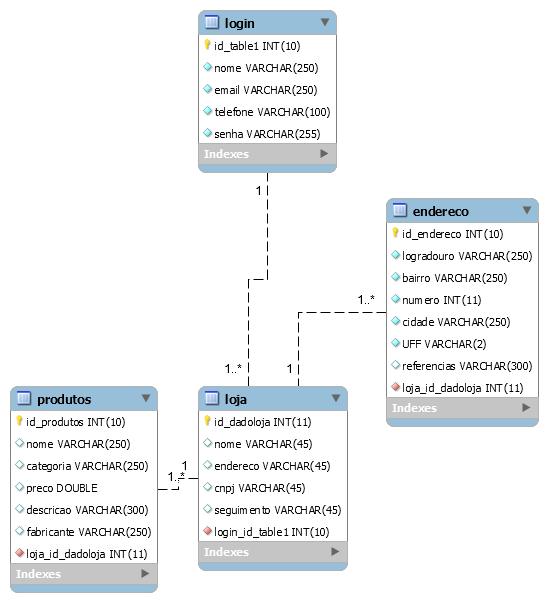 login
id_table1 INT(10)
nome VARCHAR(250)
email VARCHAR(250)
telefone VARCHAR(100)
senha VARCHAR(255)
Indexes
1
1..*
endereco
id_endereco INT(10)
logradouro VARCHAR(250)
bairro VARCHAR(250)
numero INT(11)
cidade VARCHAR(250)
UFF VARCHAR(2)
referencias VARCHAR(300)
loja_id_dadoloja INT(11)
Indexes
1..*
1
produtos
id_produtos INT(10)
nome VARCHAR(250)
categoria VARCHAR(250)
preco DOUBLE
descricao VARCHAR(300)
fabricante VARCHAR(250)
loja_id_dadoloja INT(11)
Indexes
1
1..*
loja
id_dadoloja INT(11)
nome VARCHAR(45)
endereco VARCHAR(45)
cnpj VARCHAR(45)
seguimento VARCHAR(45)
login_id_table1 INT(10)
Indexes